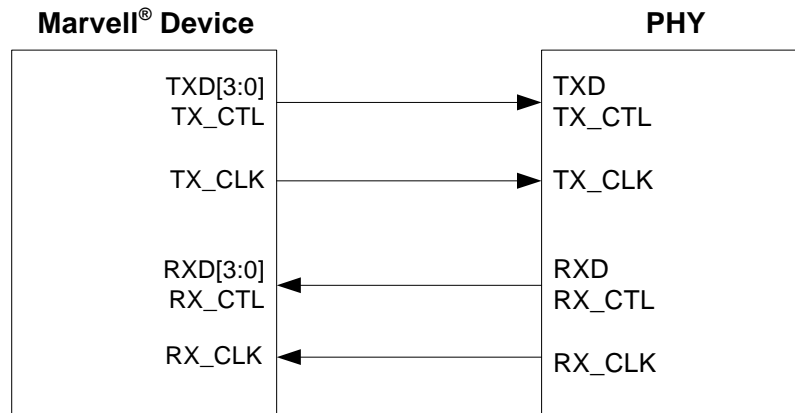 Marvell® Device
PHY
TXD[3:0]
TX_CTL
TXD
TX_CTL
TX_CLK
TX_CLK
RXD[3:0]
RX_CTL
RXD
RX_CTL
RX_CLK
RX_CLK